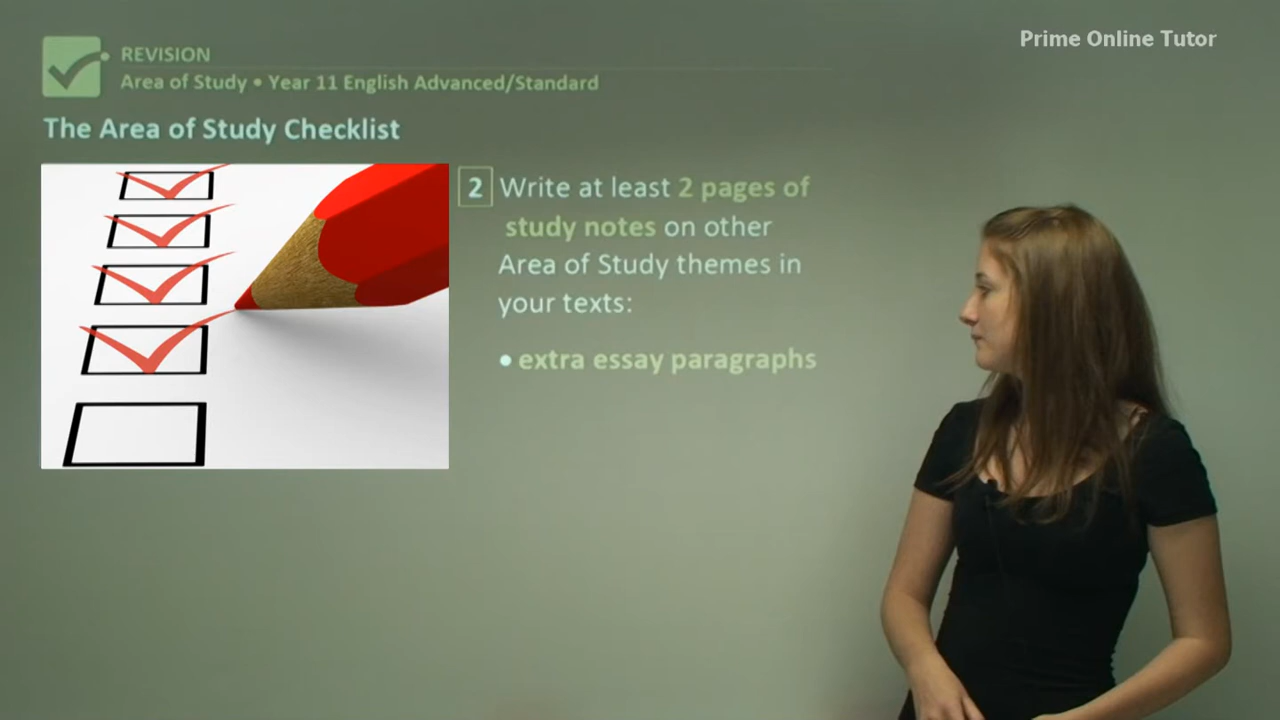 Prime Online Tutor
REVISION
Area of Study • Year 11 English Advanced/Standard
The Area of Study Checklist
2 Write at least 2 pages of
study notes on other
Area of Study themes in
your texts:
• extra essay paragraphs